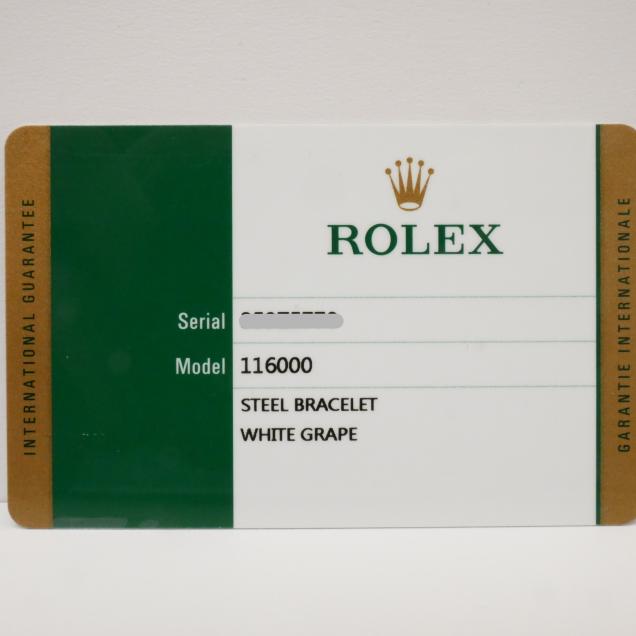 INTERNATIONAL GUARANTEE
ROLEX
Serial
Model 116000
STEEL BRACELET
WHITE GRAPE
GARANTIE INTERNATIONALE